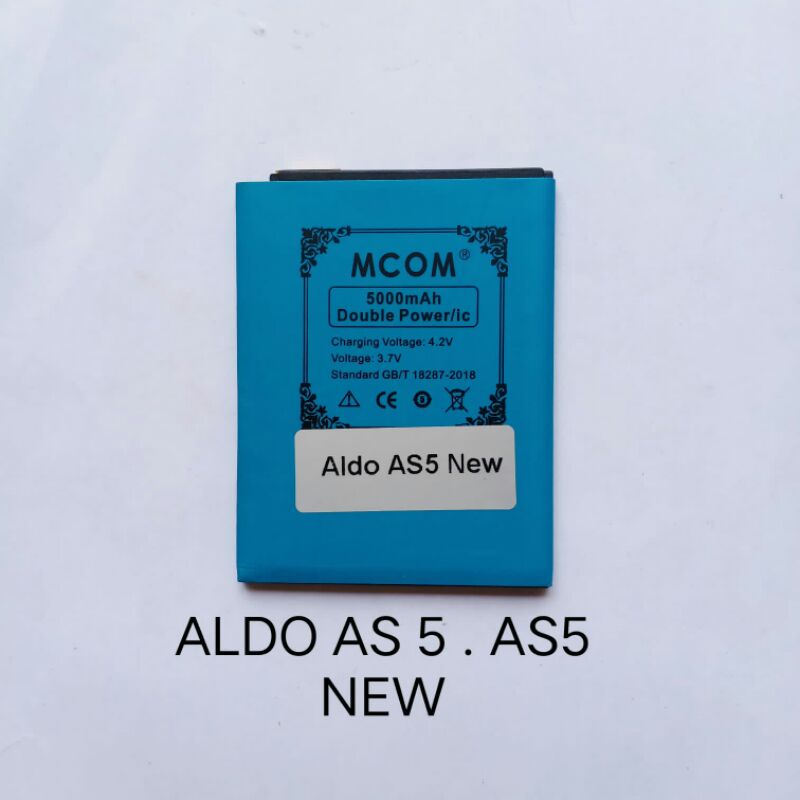 MCOM®
5000mAh
Double Power/ic
Charging Voltage: 4.2V
Voltage: 3.7V
Standard GB/T 18287-2018
CE
Aldo AS5 New
ALDO AS 5 . AS5
NEW